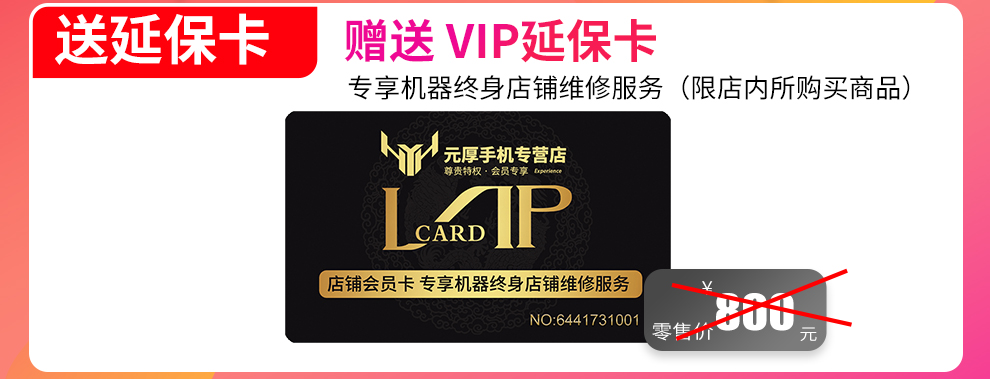 送延保卡
赠送 VIP延保卡
专享机器终身店铺维修服务（限店内所购买商品）
元厚手机专营店
尊贵特权·会员专享 Experience
CARD
店铺会员卡 专享机器终身店铺维修服务
NO:6441731001
零售价￥800元